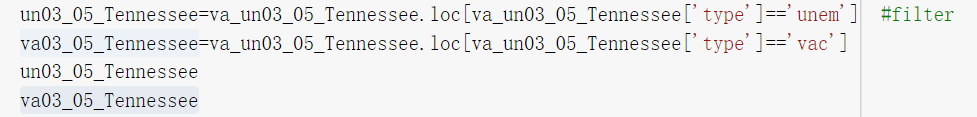 un03_05_Tennessee=va_un03_05_Tennessee.loc[va_un03_05_Tennessee['type']=='unem'] #filter
va03_05_Tennessee=va_un03_05_Tennessee.loc[va_un03_05_Tennessee['type']=='vac']
un03_05_Tennessee
va03_05_Tennessee